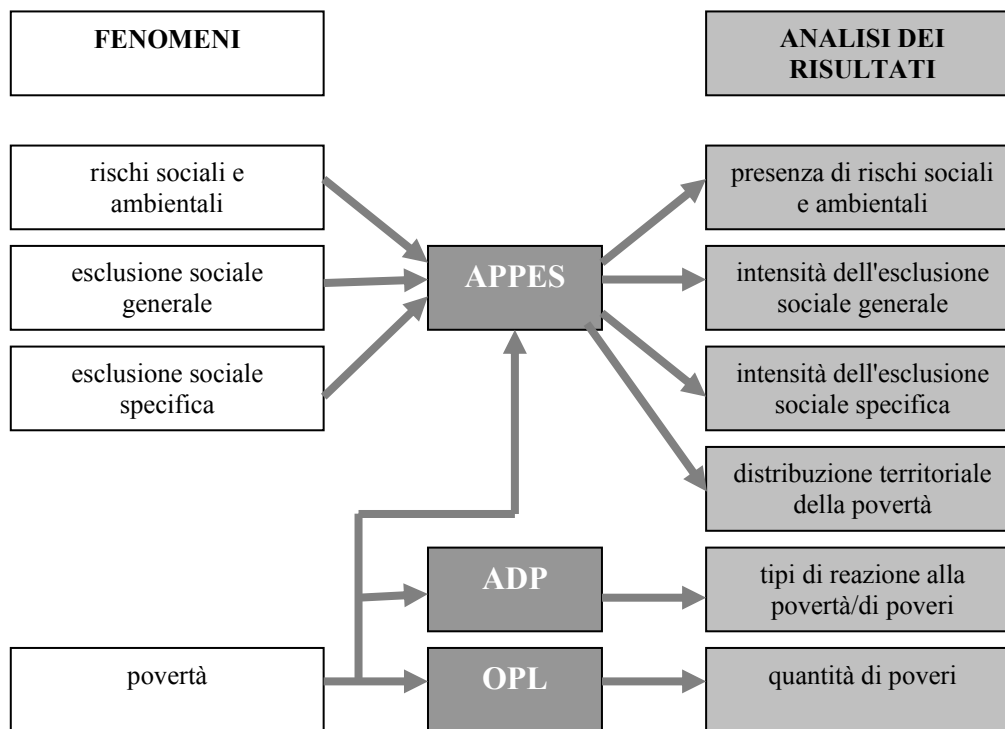 FENOMENI
ANALISI DEI
RISULTATI
rischi sociali e
ambientali
presenza di rischi sociali
e ambientali
esclusione sociale
generale
APPES
intensità dell'esclusione
sociale generale
esclusione sociale
specifica
intensità dell'esclusione
sociale specifica
distribuzione territoriale
della povertà
ADP
tipi di reazione alla
povertà/di poveri
povertà
OPL
quantità di poveri